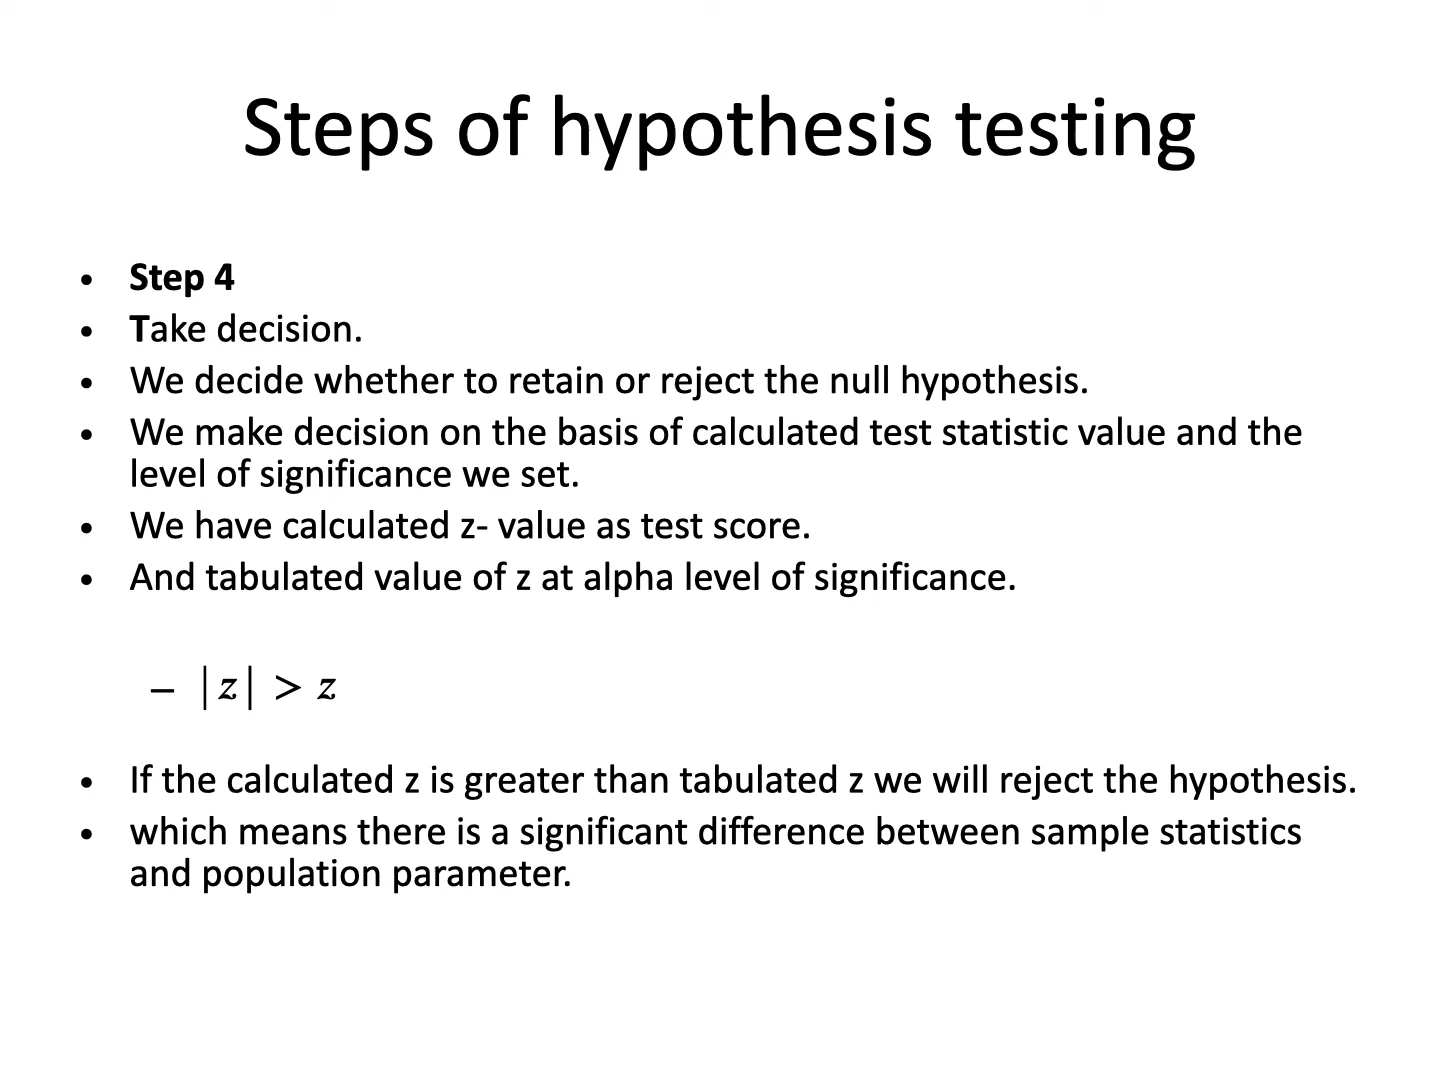 Steps of hypothesis testing
• Step 4
• Take decision.
• We decide whether to retain or reject the null hypothesis.
• We make decision on the basis of calculated test statistic value and the
level of significance we set.
• We have calculated z- value as test score.
• And tabulated value of z at alpha level of significance.
– |z| > z
• If the calculated z is greater than tabulated z we will reject the hypothesis.
• which means there is a significant difference between sample statistics
and population parameter.